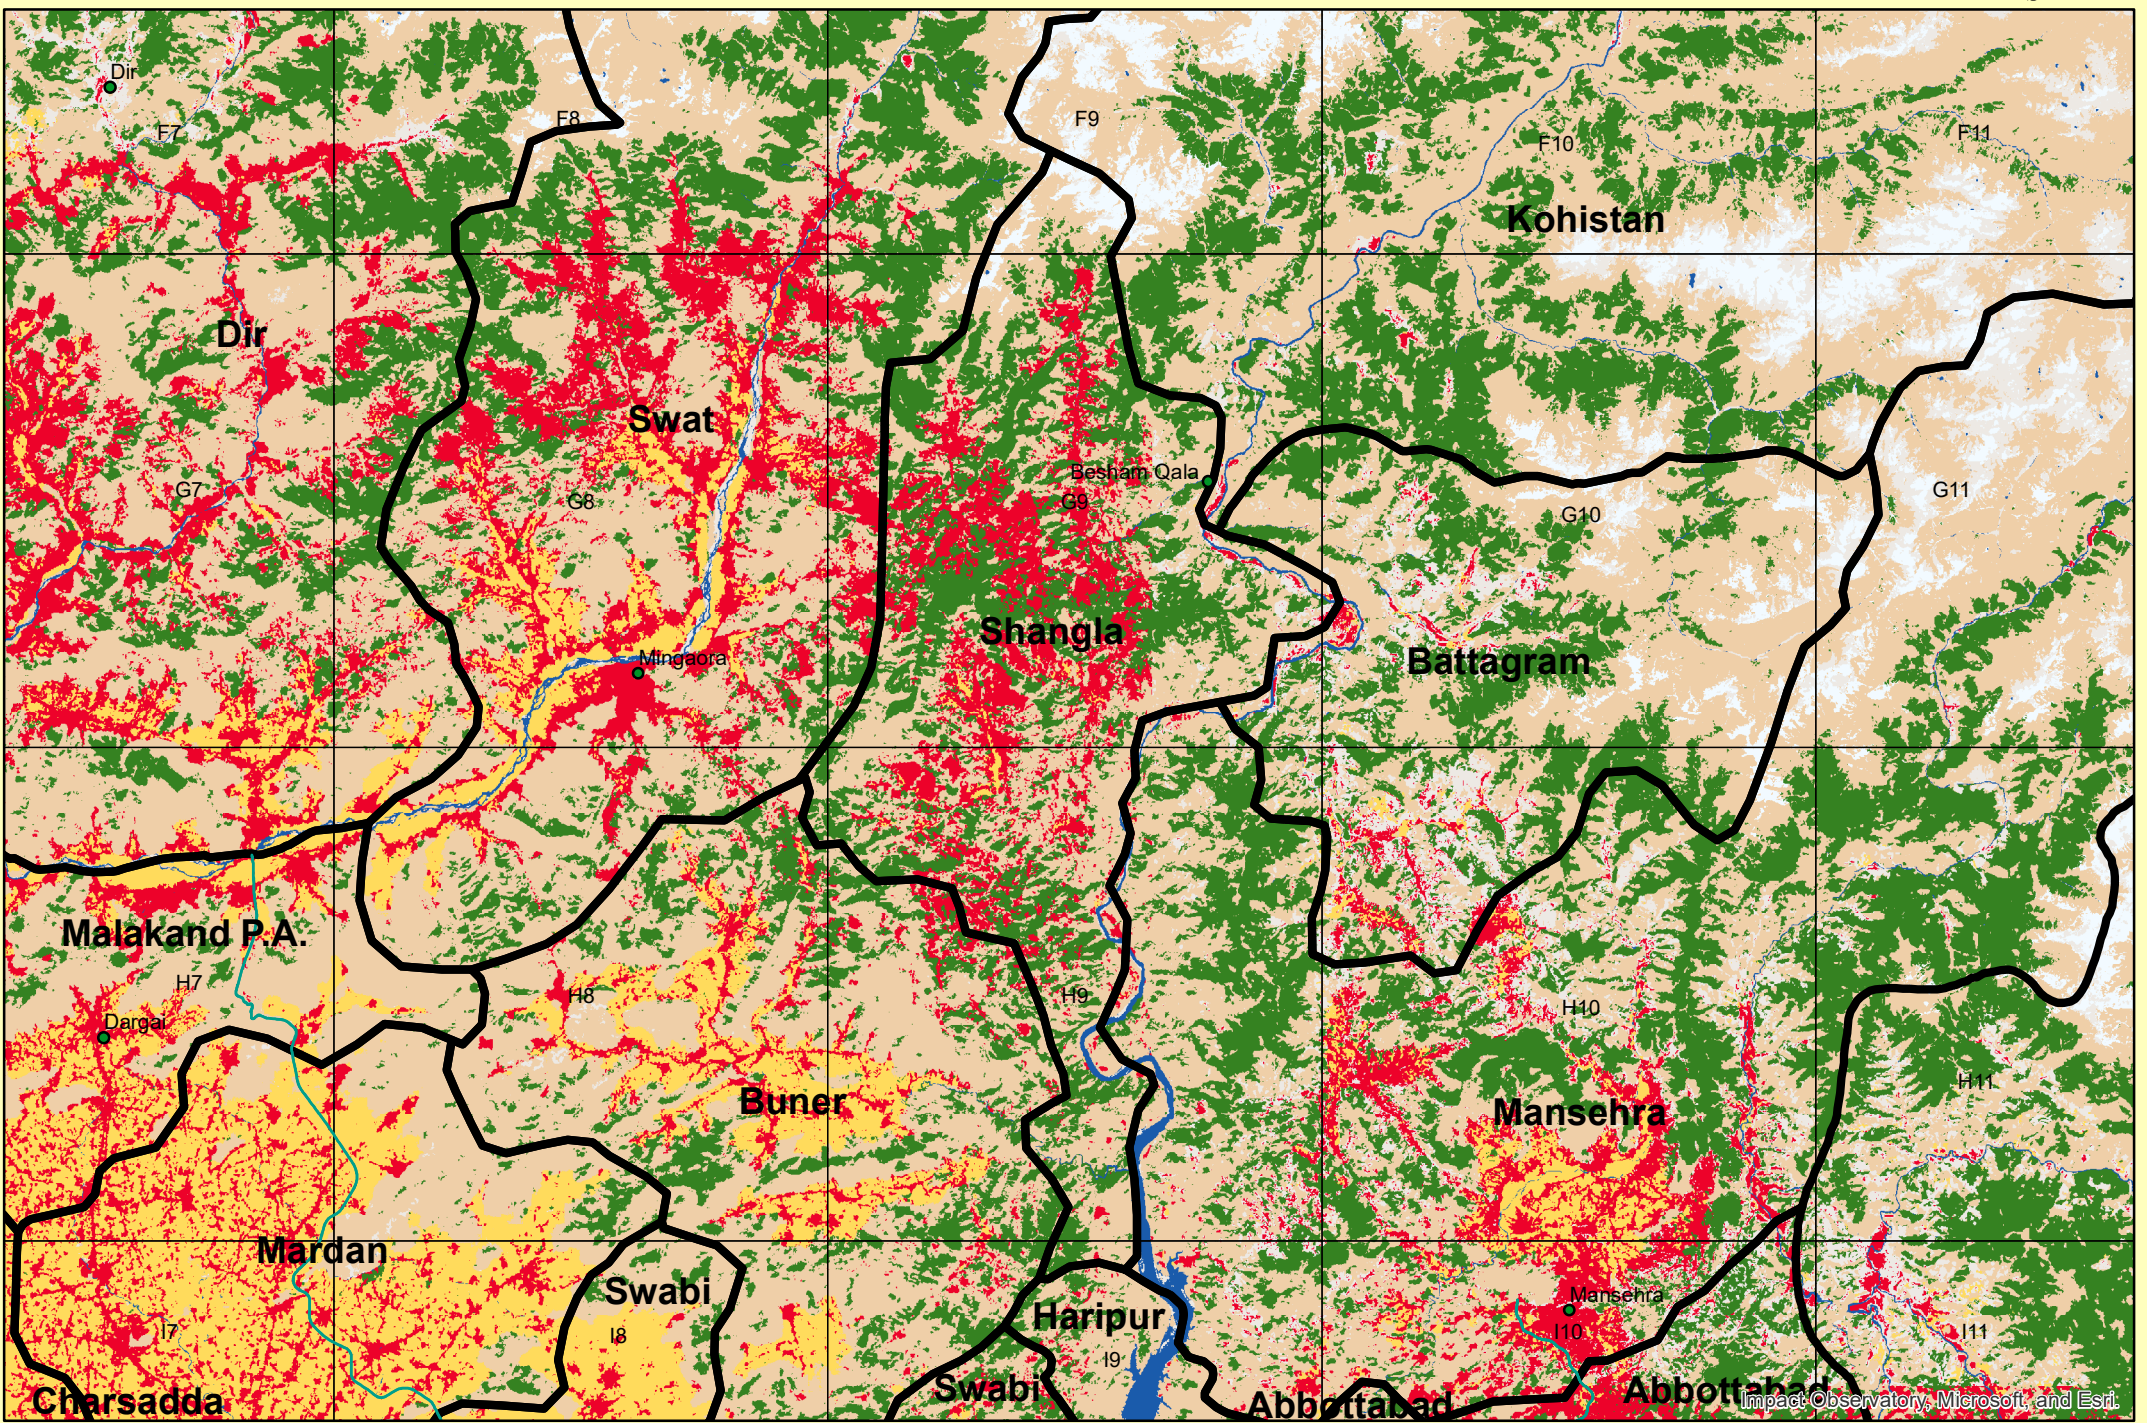 Dir
F7
F8
F9
F10
F11
Kohistan
Dir
Swat
Besham Qala
G7
G8
G9
G10
G11
Shangla
Mingaora
Battagram
Malakand P.A.
H7
H8
H9
H10
Dargai
H11
Buner
Mansehra
Mardan
Swabi
Haripur
Mansehra
I7
I8
I9
I10
I11
Charsadda
Swabi
Abbottabad
Abbottabad
Impact Observatory, Microsoft, and Esri.